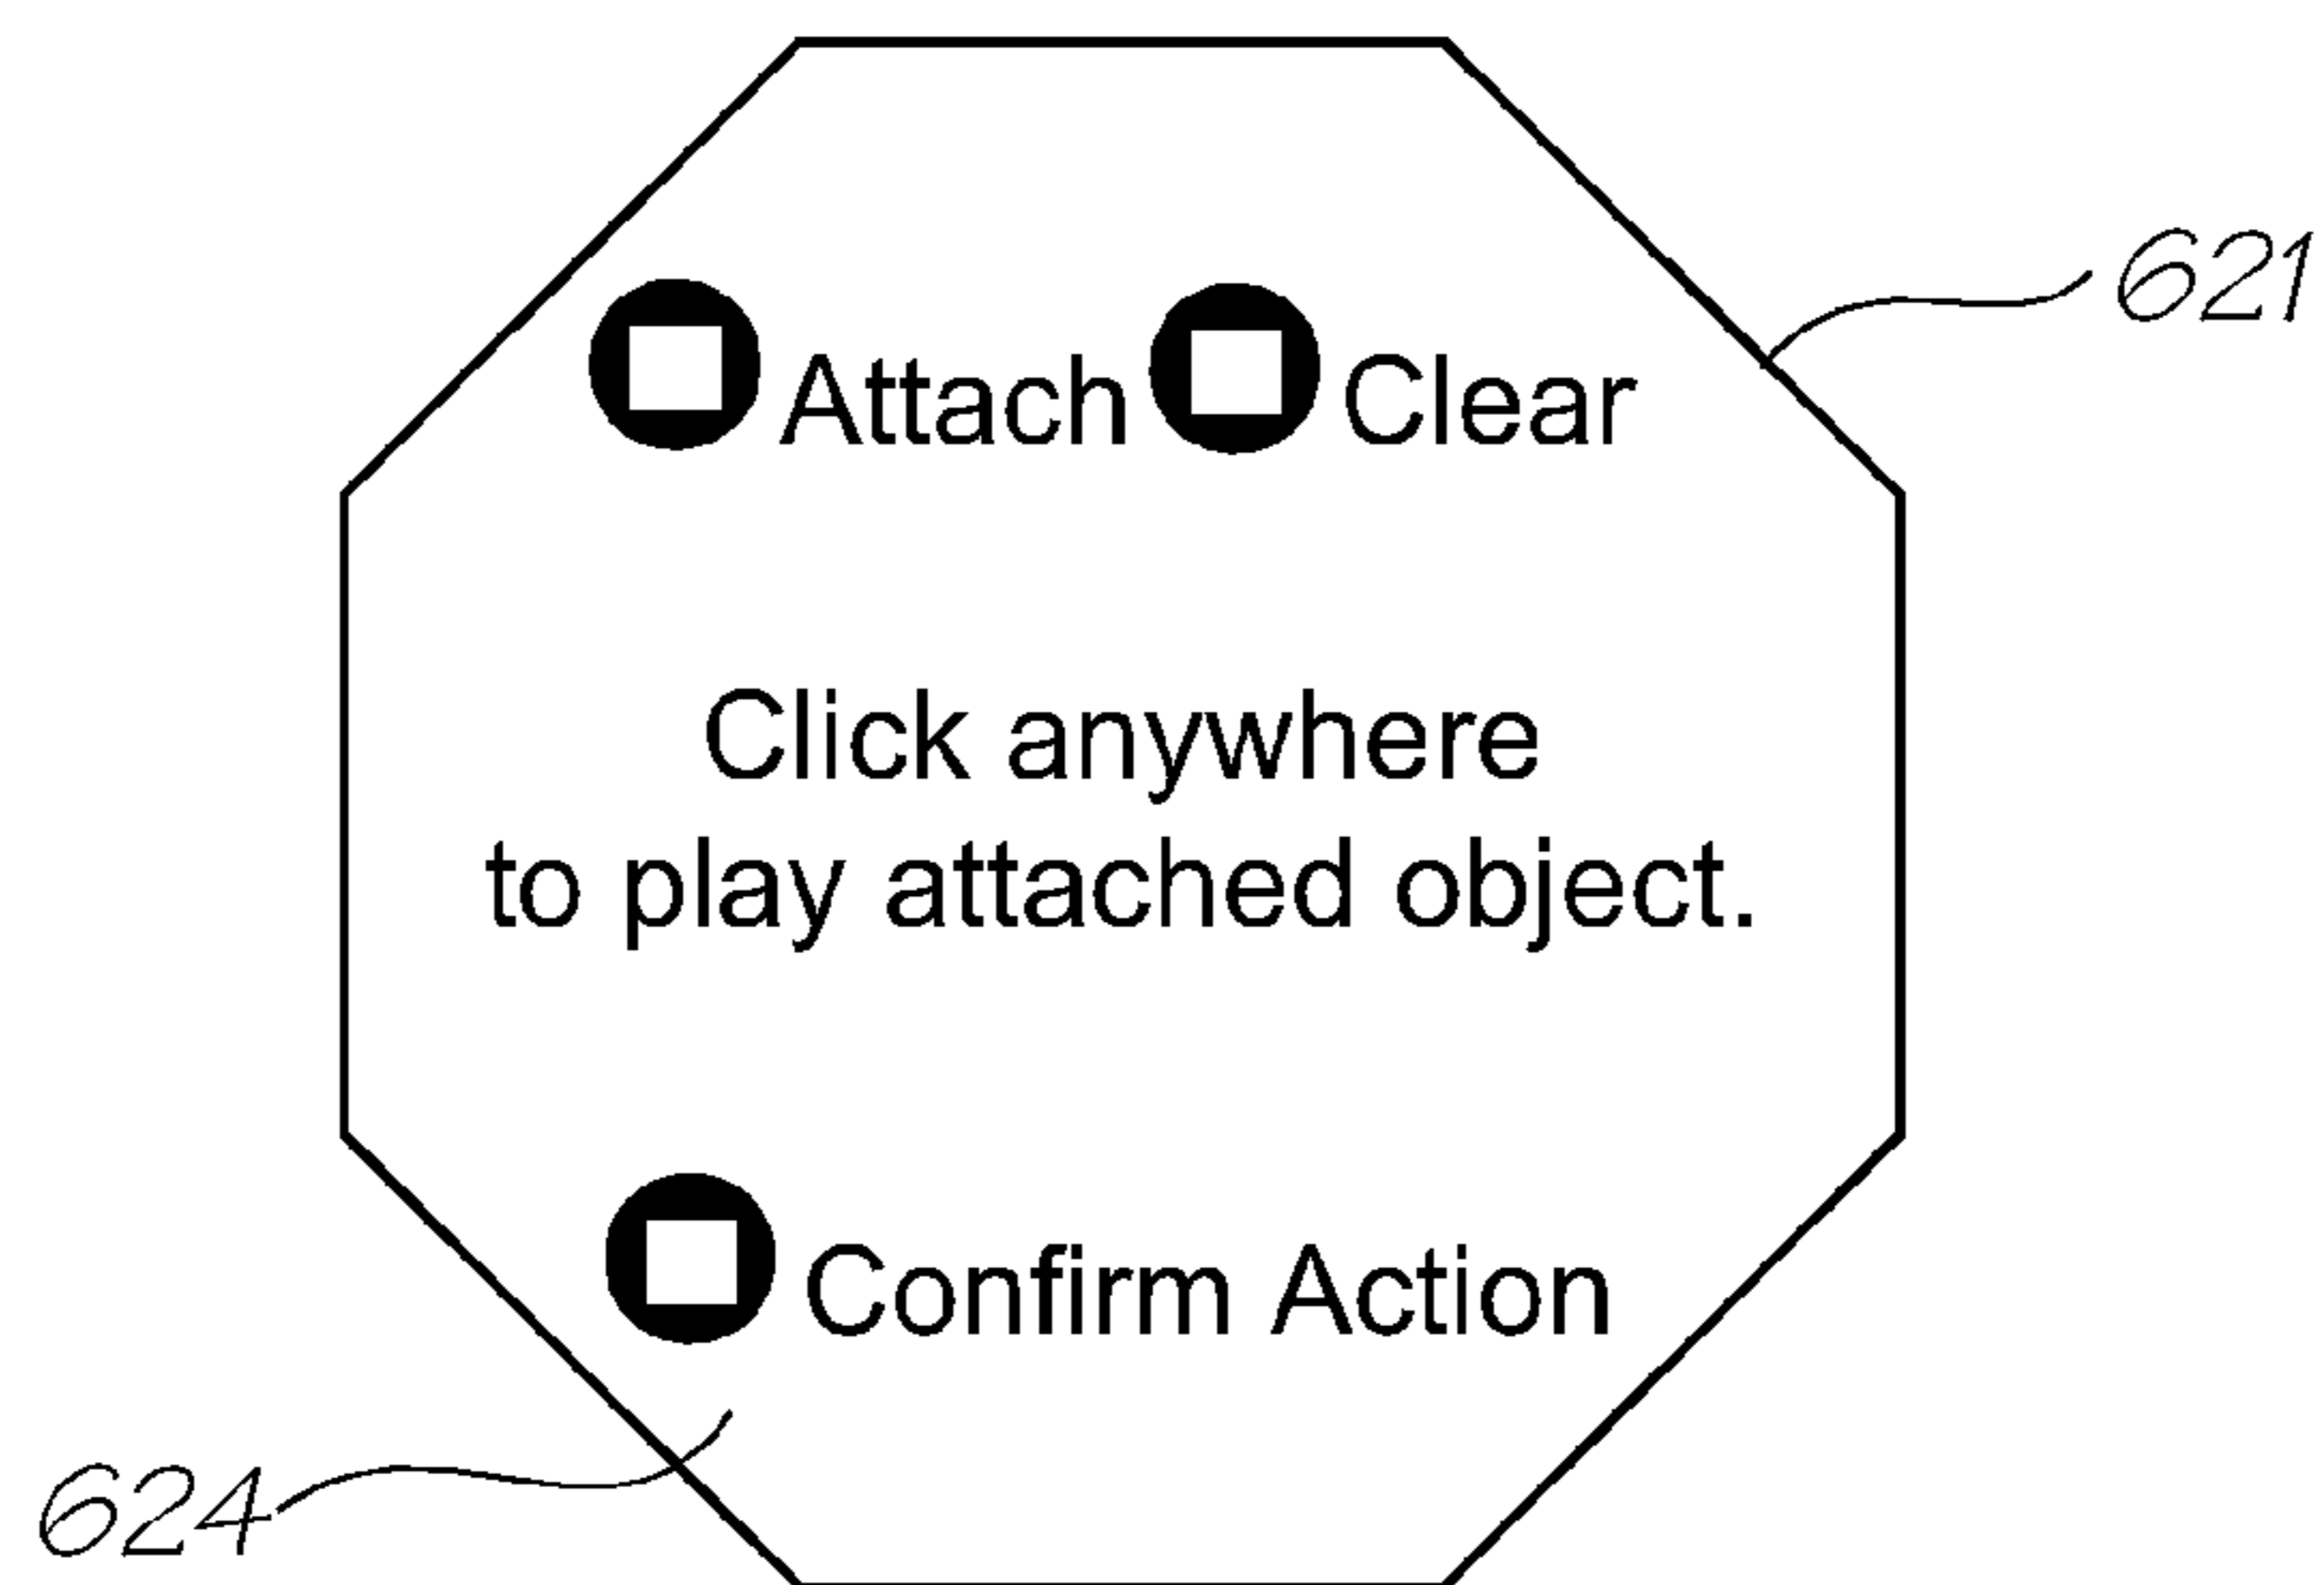 621
Attach Clear
Click anywhere
to play attached object.
Confirm Action
624